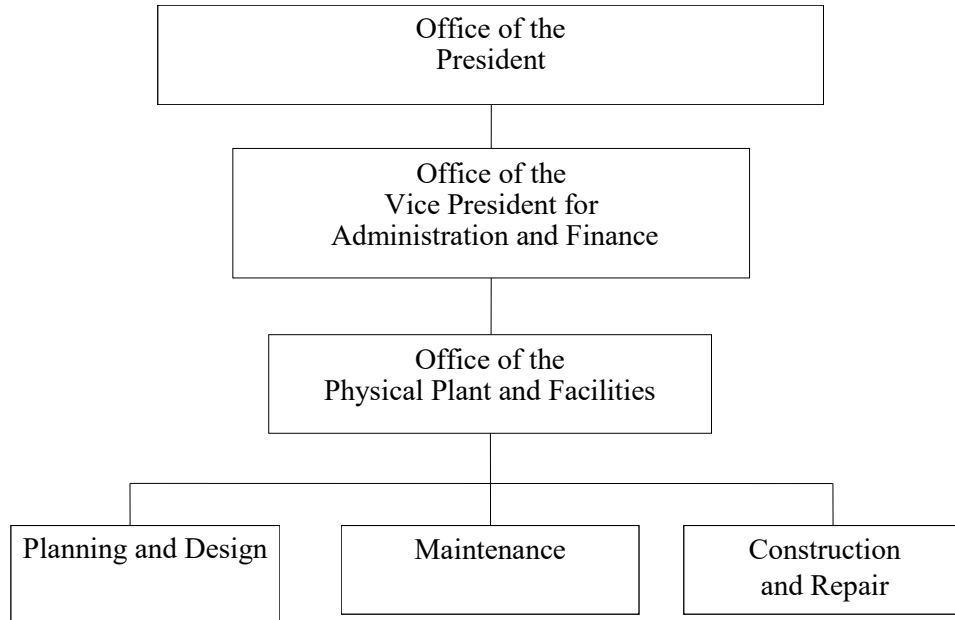 Office of the
President
Office of the
Vice President for
Administration and Finance
Office of the
Physical Plant and Facilities
Planning and Design
Maintenance
Construction
and Repair